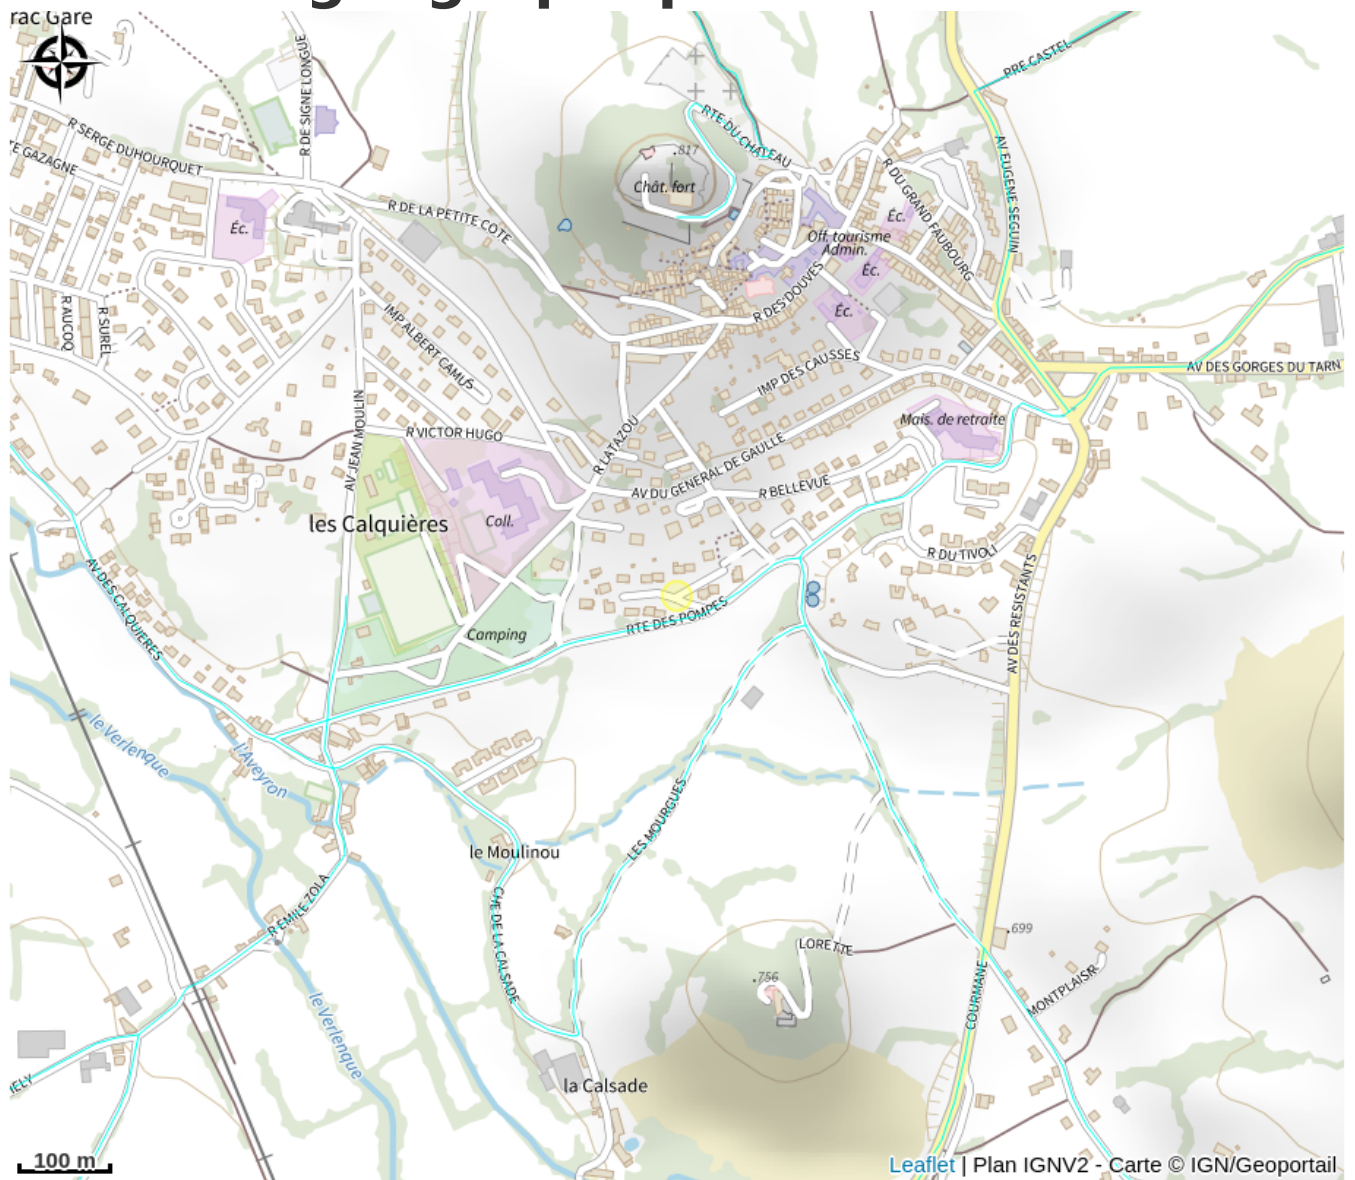 rac Gare
R DE SIGNE LONGUE
PRE CASTEL
R SERGE DUHOURQUET
RTE DU CHATEAU
AV EUGENE SEGUIN
TE GAZAGNE
.817
Chât. fort
R DU GRAND FAUBOURG
R DE LA PETITE COTE
Éc.
Éc.
Off. tourisme
Admin.
Éc.
R DES DOUVES
Éc.
R AUCOQ
R SUREL
IMP ALBERT CAMUS
IMP DES CAUSSES
AV DES GORGES DU TARN
AV JEAN MOULIN
R VICTOR HUGO
R LATAZOU
Mais. de retraite
AV DU GENERAL DE GAULLE
R BELLEVUE
les Calquières
Coll.
R DU TIVOLI
AV DES CALQUIERES
AV DES RESISTANTS
RTE DES POMPES
Camping
le Verlenque
l'Aveyron
LES MOURGUES
le Moulinou
R EMILE ZOLA
CHE DE LA CALSADE
LORETTE
.699
.756
COURMANE
MONTPLAISIR
le Verlenque
la Calsade
IELY
100 m
Leaflet | Plan IGNV2 - Carte © IGN/Geoportail